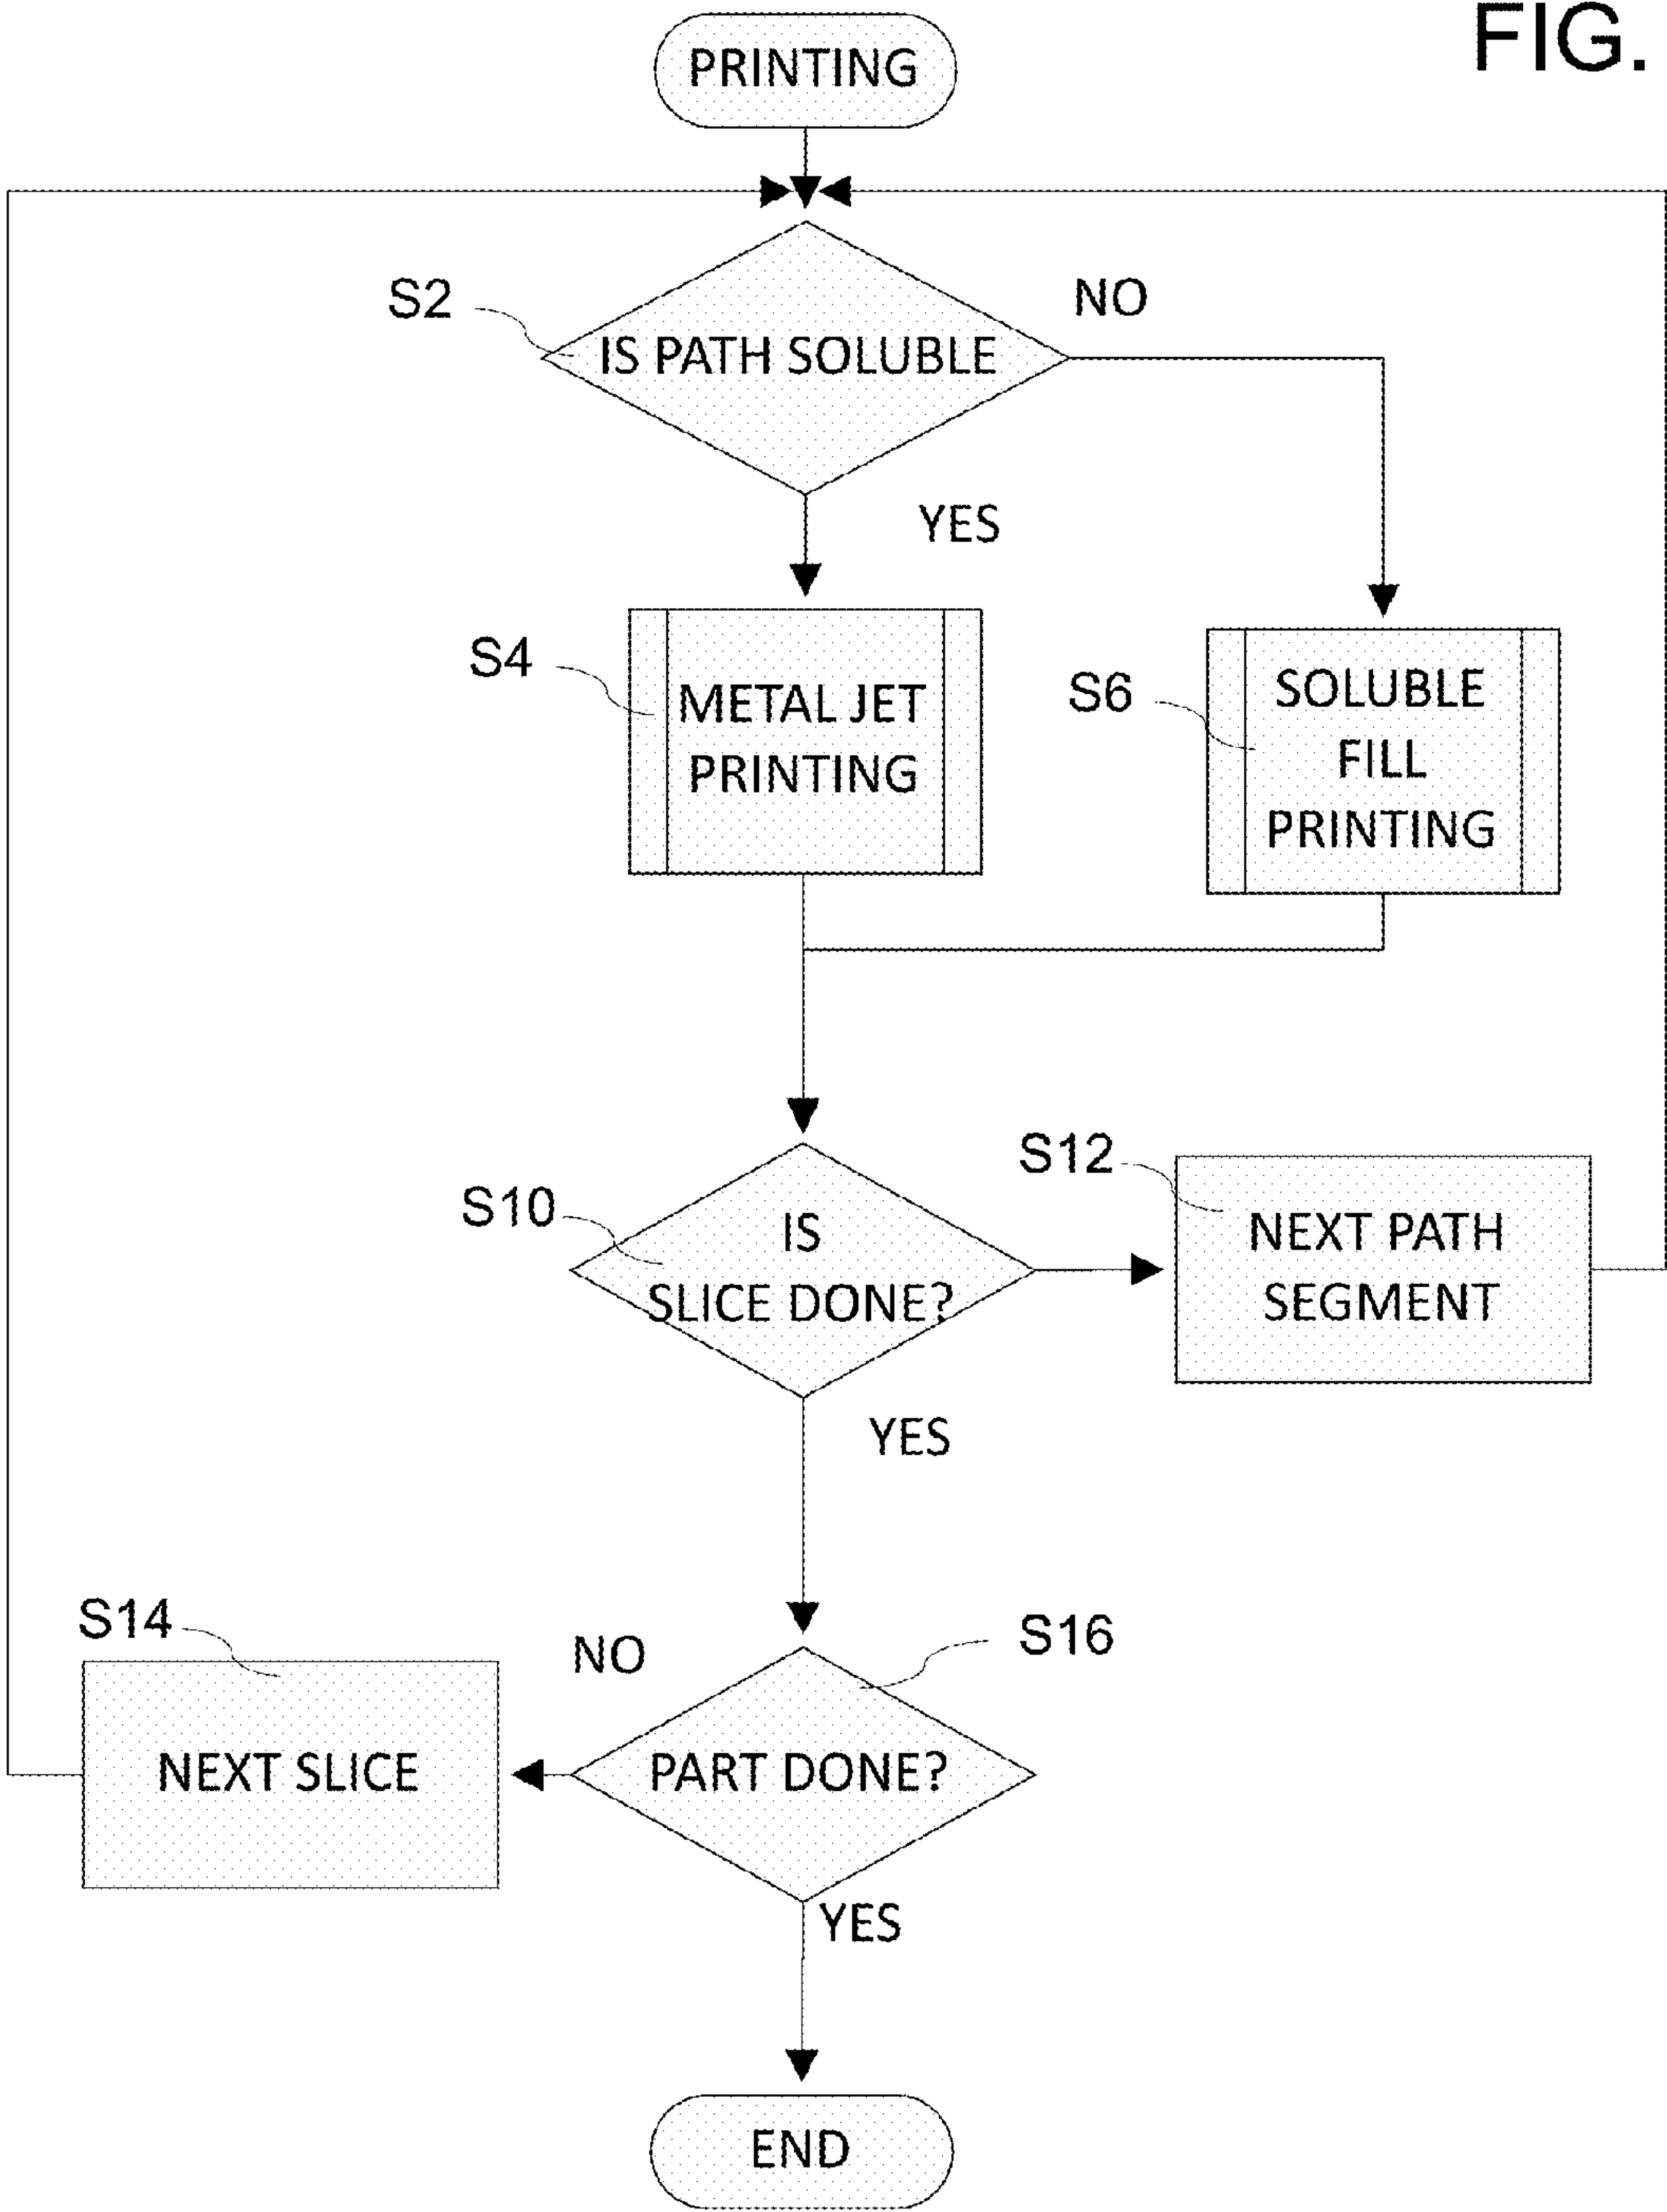 FIG.
PRINTING
S2
IS PATH SOLUBLE
NO
YES
S4
METAL JET
PRINTING
S6
SOLUBLE
FILL
PRINTING
S10
IS
SLICE DONE?
S12
NEXT PATH
SEGMENT
YES
S14
NEXT SLICE
NO
S16
PART DONE?
YES
END